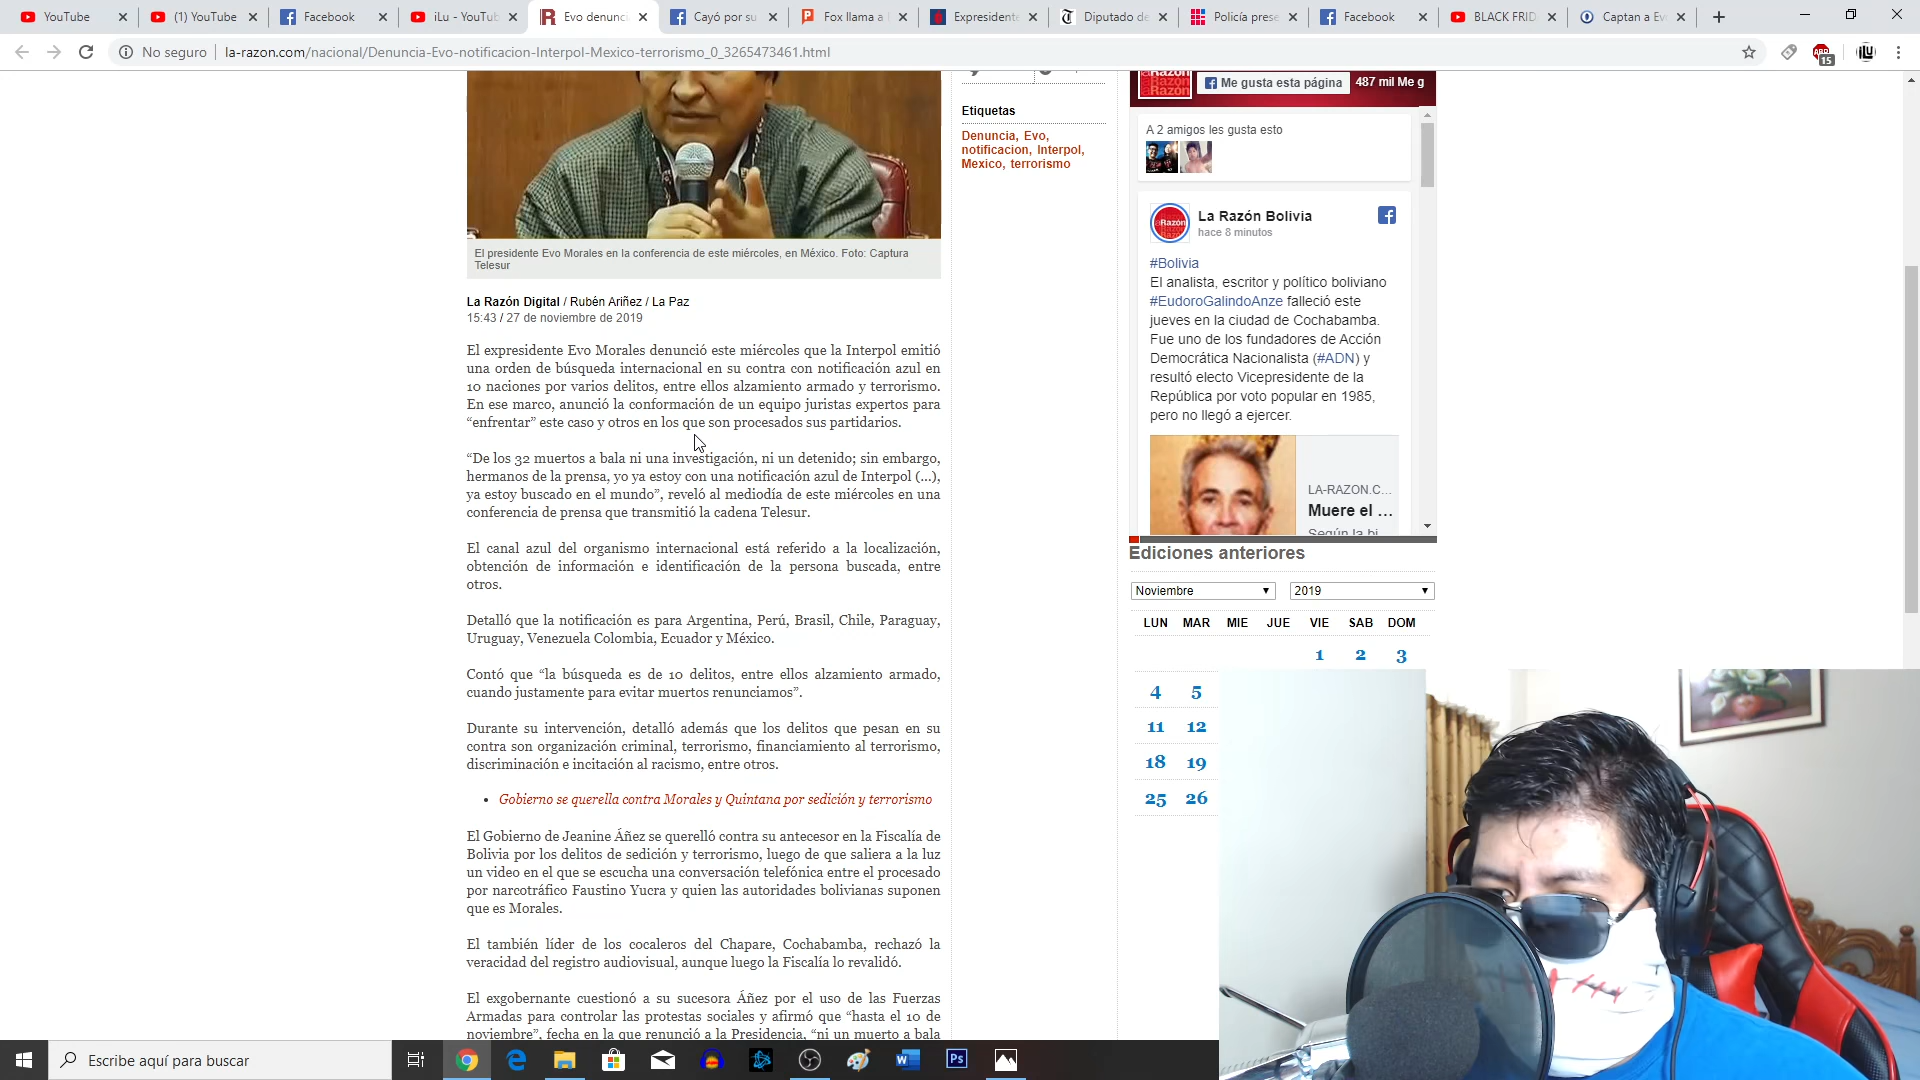 YouTube
(1) YouTube
Facebook
iLu - YouTub
Evo denunci
Cayó por su
Fox llama a
Expresidente
Diputado de
Policía prese
Facebook
BLACK FRID
Captan a Ev
No seguro
la-razon.com/nacional/Denuncia-Evo-notificacion-Interpol-Mexico-terrorismo_0_3265473461.html
ABP
15
El presidente Evo Morales en la conferencia de este miércoles, en México. Foto: Captura
Telesur
La Razón Digital / Rubén Ariñez / La Paz
15:43 / 27 de noviembre de 2019
El expresidente Evo Morales denunció este miércoles que la Interpol emitió
una orden de búsqueda internacional en su contra con notificación azul en
10 naciones por varios delitos, entre ellos alzamiento armado y terrorismo.
En ese marco, anunció la conformación de un equipo juristas expertos para
“enfrentar” este caso y otros en los que son procesados sus partidarios.
“De los 32 muertos a bala ni una investigación, ni un detenido; sin embargo,
hermanos de la prensa, yo ya estoy con una notificación azul de Interpol (...),
ya estoy buscado en el mundo”, reveló al mediodía de este miércoles en una
conferencia de prensa que transmitió la cadena Telesur.
El canal azul del organismo internacional está referido a la localización,
obtención de información e identificación de la persona buscada, entre
otros.
Detalló que la notificación es para Argentina, Perú, Brasil, Chile, Paraguay,
Uruguay, Venezuela Colombia, Ecuador y México.
Contó que “la búsqueda es de 10 delitos, entre ellos alzamiento armado,
cuando justamente para evitar muertos renunciamos”.
Durante su intervención, detalló además que los delitos que pesan en su
contra son organización criminal, terrorismo, financiamiento al terrorismo,
discriminación e incitación al racismo, entre otros.
• Gobierno se querella contra Morales y Quintana por sedición y terrorismo
El Gobierno de Jeanine Áñez se querelló contra su antecesor en la Fiscalía de
Bolivia por los delitos de sedición y terrorismo, luego de que saliera a la luz
un video en el que se escucha una conversación telefónica entre el procesado
por narcotráfico Faustino Yucra y quien las autoridades bolivianas suponen
que es Morales.
El también líder de los cocaleros del Chapare, Cochabamba, rechazó la
veracidad del registro audiovisual, aunque luego la Fiscalía lo revalidó.
El exgobernante cuestionó a su sucesora Áñez por el uso de las Fuerzas
Armadas para controlar las protestas sociales y afirmó que “hasta el 10 de
noviembre”, fecha en la que renunció a la Presidencia, “ni un muerto a bala
Etiquetas
Denuncia, Evo,
notificacion, Interpol,
Mexico, terrorismo
Me gusta esta página
487 mil Me g
A 2 amigos les gusta esto
La Razón Bolivia
hace 8 minutos
#Bolivia
El analista, escritor y político boliviano
#EudoroGalindoAnze falleció este
jueves en la ciudad de Cochabamba.
Fue uno de los fundadores de Acción
Democrática Nacionalista (#ADN) y
resultó electo Vicepresidente de la
República por voto popular en 1985,
pero no llegó a ejercer.
LA-RAZON.C...
Muere el ...
Según la bi
Ediciones anteriores
Noviembre
2019
LUN MAR MIE JUE VIE SAB DOM
1 2 3
4 5
11 12
18 19
25 26
Escribe aquí para buscar